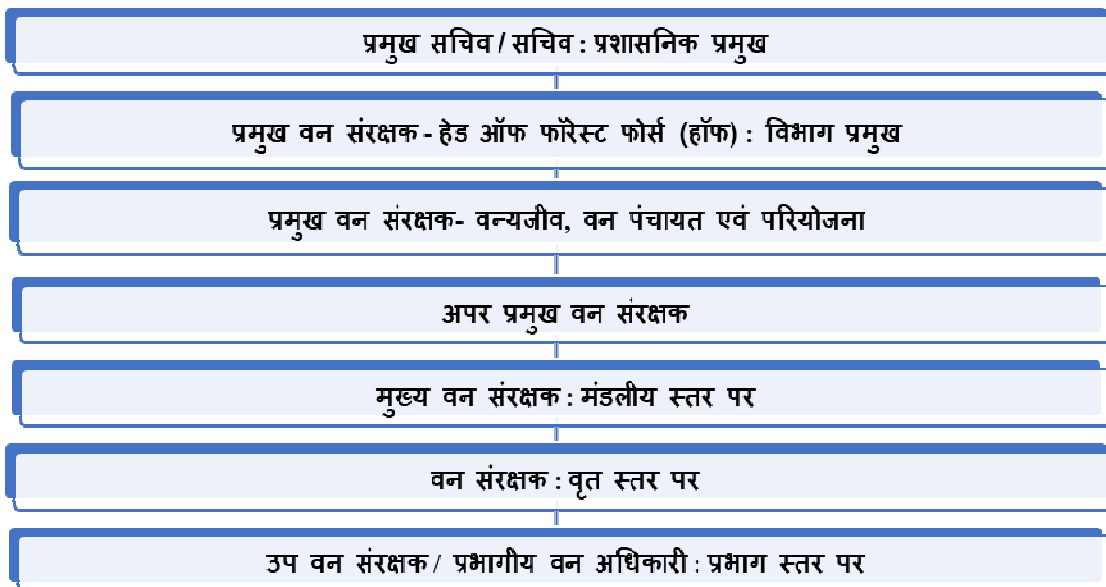 प्रमुख सचिव / सचिव : प्रशासनिक प्रमुख
प्रमुख वन संरक्षक - हेड ऑफ फॉरेस्ट फोर्स (हॉफ) : विभाग प्रमुख
प्रमुख वन संरक्षक- वन्यजीव, वन पंचायत एवं परियोजना
अपर प्रमुख वन संरक्षक
मुख्य वन संरक्षक : मंडलीय स्तर पर
वन संरक्षक : वृत स्तर पर
उप वन संरक्षक / प्रभागीय वन अधिकारी : प्रभाग स्तर पर